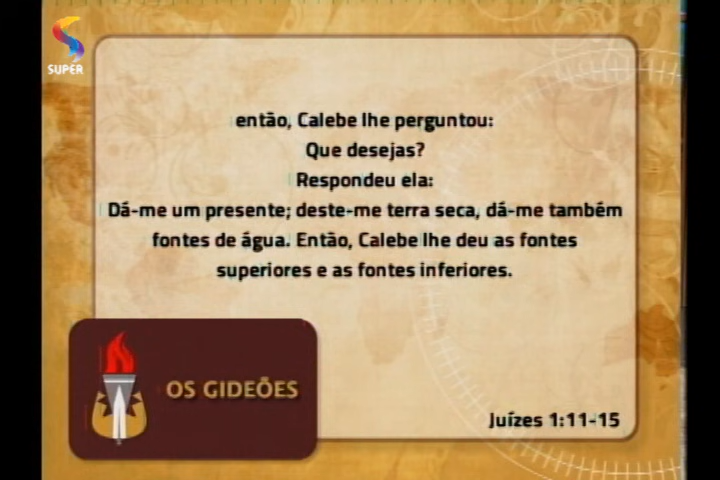 SUPER
então, Calebe lhe perguntou:
Que desejas?
Respondeu ela:
Dá-me um presente; deste-me terra seca, dá-me também
fontes de água. Então, Calebe lhe deu as fontes
superiores e as fontes inferiores.
OS GIDEÕES
Juízes 1:11-15